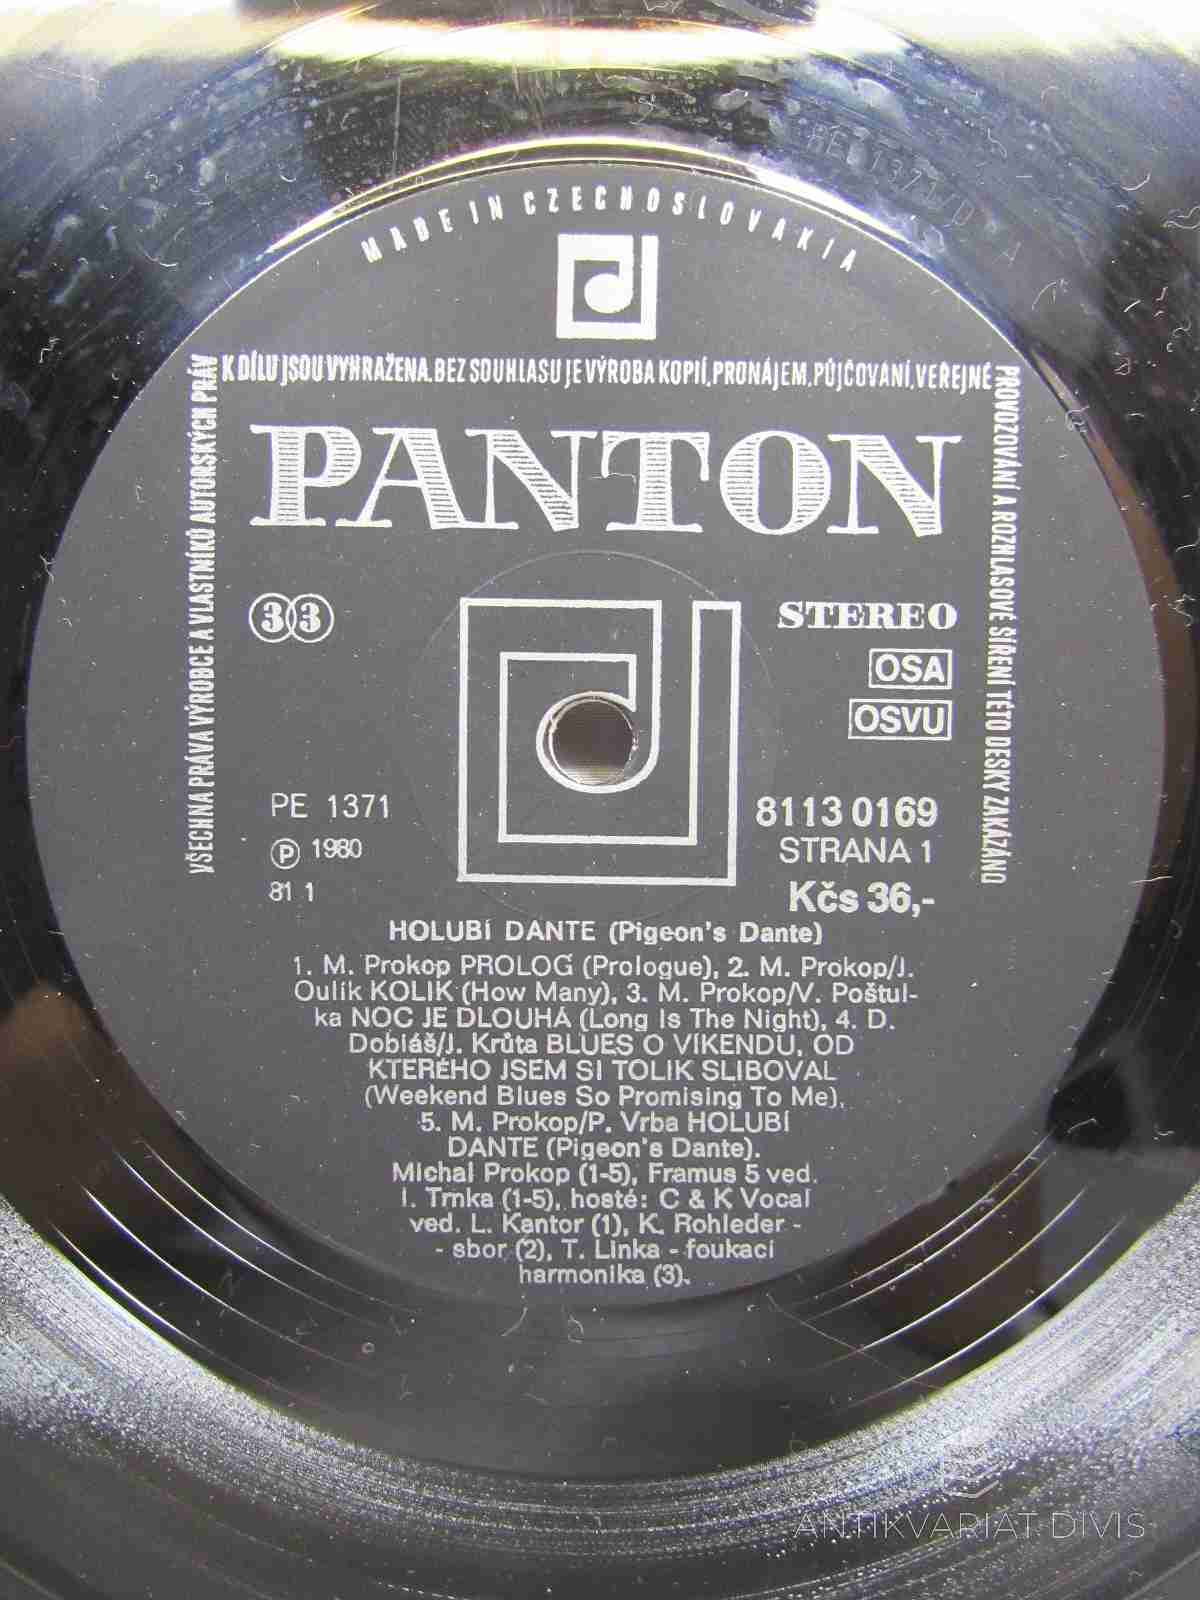 PE 1371/D A
MADE IN CZECHOSLOVAKIA
VŠECHNA PRÁVA VÝROBCE A VLASTNÍKŮ AUTORSKÝCH PRÁV
K DÍLU JSOU VYHRAŽENA. BEZ SOUHLASU JE VÝROBA KOPIÍ, PRONÁJEM, PŮJČOVÁNÍ, VEŘEJNÉ
PROVOZOVÁNÍ A ROZHLASOVÉ ŠÍŘENÍ TÉTO DESKY ZAKÁZÁNO
PANTON
33
STEREO
OSA
OSVU
PE 1371
℗ 1980
81 1
8113 0169
STRANA 1
Kčs 36,-
HOLUBÍ DANTE (Pigeon's Dante)
1. M. Prokop PROLOG (Prologue), 2. M. Prokop/J.
Oulík KOLIK (How Many), 3. M. Prokop/V. Poštul-
ka NOC JE DLOUHÁ (Long Is The Night), 4. D.
Dobiáš/J. Krůta BLUES O VÍKENDU, OD
KTERÉHO JSEM SI TOLIK SLIBOVAL
(Weekend Blues So Promising To Me),
5. M. Prokop/P. Vrba HOLUBÍ
DANTE (Pigeon's Dante).
Michal Prokop (1-5), Framus 5 ved.
I. Trnka (1-5), hosté: C & K Vocal
ved. L. Kantor (1), K. Rohleder -
- sbor (2), T. Linka - foukací
harmonika (3).
ANTIKVARIAT DIVIS